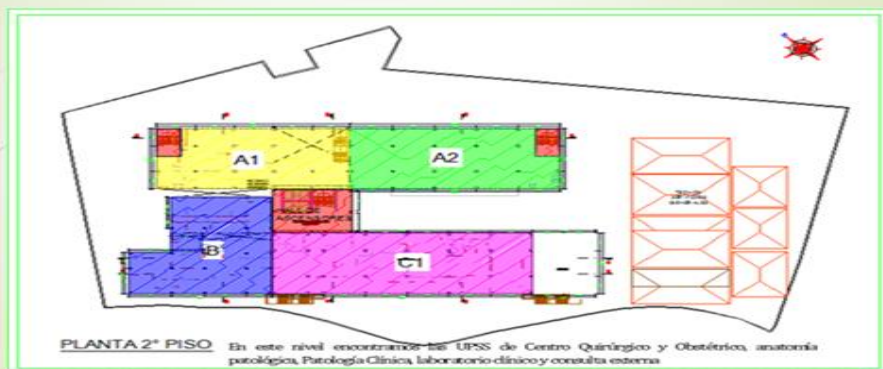 A1
A2
ASCENSORES
B
C1
PLANTA 2° PISO
En este nivel encontramos las UPSS de Centro Quirúrgico y Obstétrico, anatomía
patológica, Patología Clínica, laboratorio clínico y consulta externa